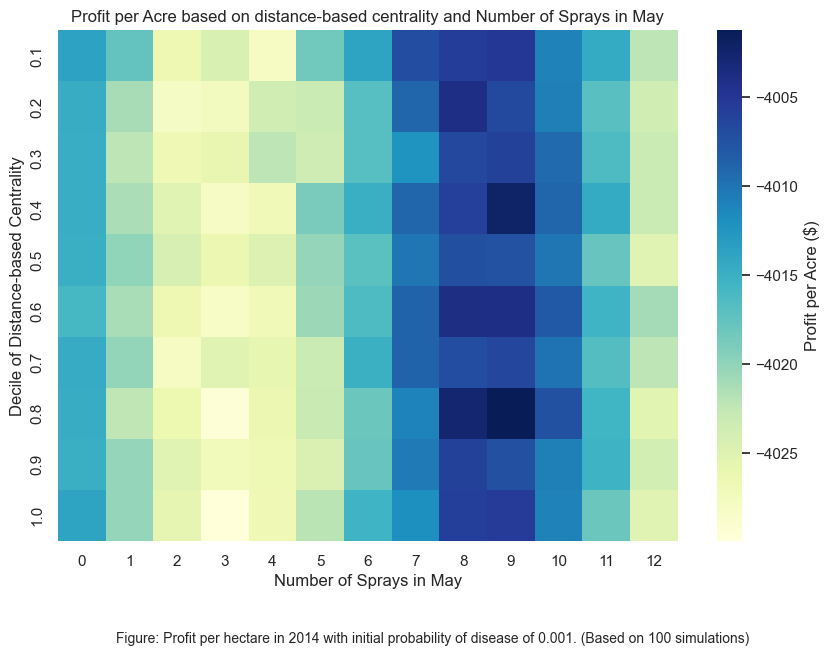 Profit per Acre based on distance-based centrality and Number of Sprays in May
Decile of Distance-based Centrality
0.1
0.2
0.3
0.4
0.5
0.6
0.7
0.8
0.9
1.0
0 1 2 3 4 5 6 7 8 9 10 11 12
Number of Sprays in May
−4005
−4010
−4015
−4020
−4025
Profit per Acre ($)
Figure: Profit per hectare in 2014 with initial probability of disease of 0.001. (Based on 100 simulations)